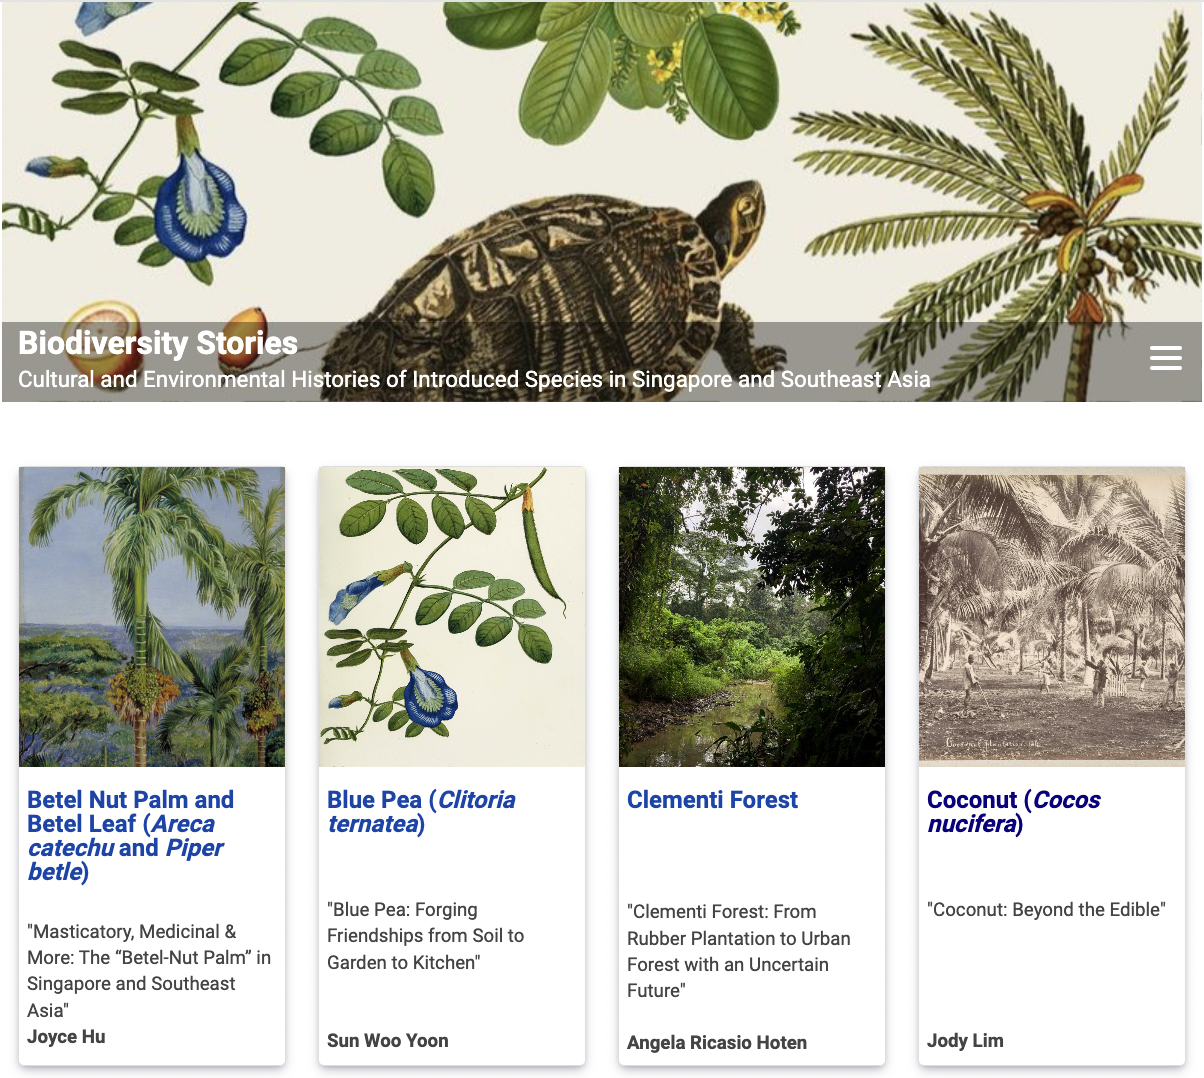 Biodiversity Stories
Cultural and Environmental Histories of Introduced Species in Singapore and Southeast Asia
Betel Nut Palm and
Betel Leaf (Areca
catechu and Piper
betle)
"Masticatory, Medicinal &
More: The “Betel-Nut Palm” in
Singapore and Southeast
Asia"
Joyce Hu
Blue Pea (Clitoria
ternatea)
"Blue Pea: Forging
Friendships from Soil to
Garden to Kitchen"
Sun Woo Yoon
Clementi Forest
"Clementi Forest: From
Rubber Plantation to Urban
Forest with an Uncertain
Future"
Angela Ricasio Hoten
Coconut (Cocos
nucifera)
"Coconut: Beyond the Edible"
Jody Lim